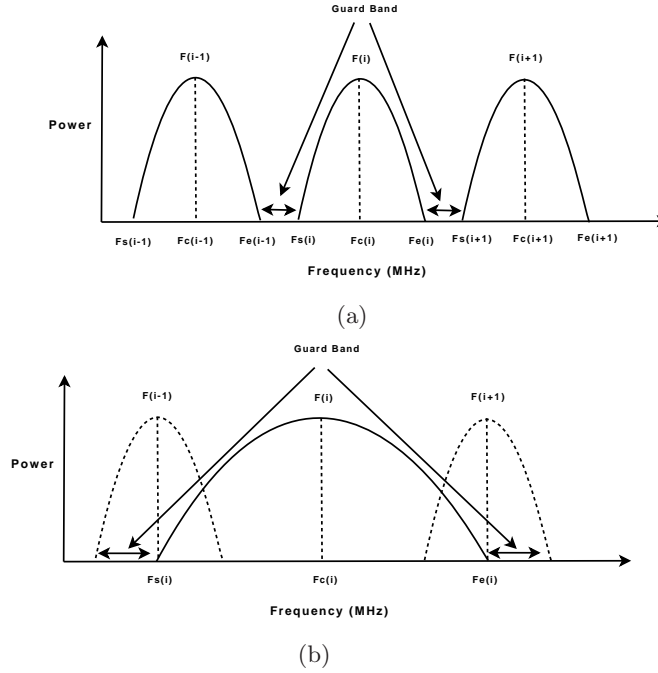 Guard Band
F(i-1)
F(i)
F(i+1)
Power
Fs(i-1) Fc(i-1) Fe(i-1) Fs(i) Fc(i) Fe(i) Fs(i+1) Fc(i+1) Fe(i+1)
Frequency (MHz)
(a)
Guard Band
F(i-1)
F(i)
F(i+1)
Power
Fs(i) Fc(i) Fe(i)
Frequency (MHz)
(b)